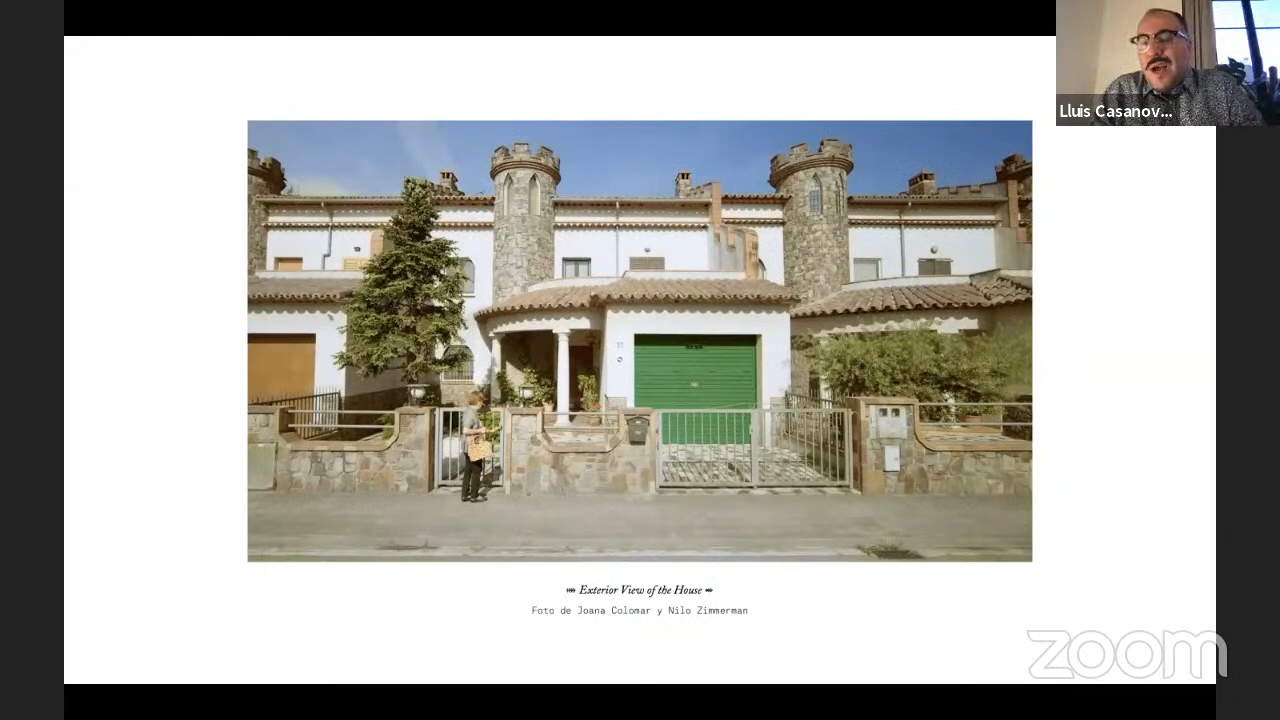 Lluis Casanov...
Exterior View of the House
Foto de Joana Colomar y Nilo Zimmerman
zoom